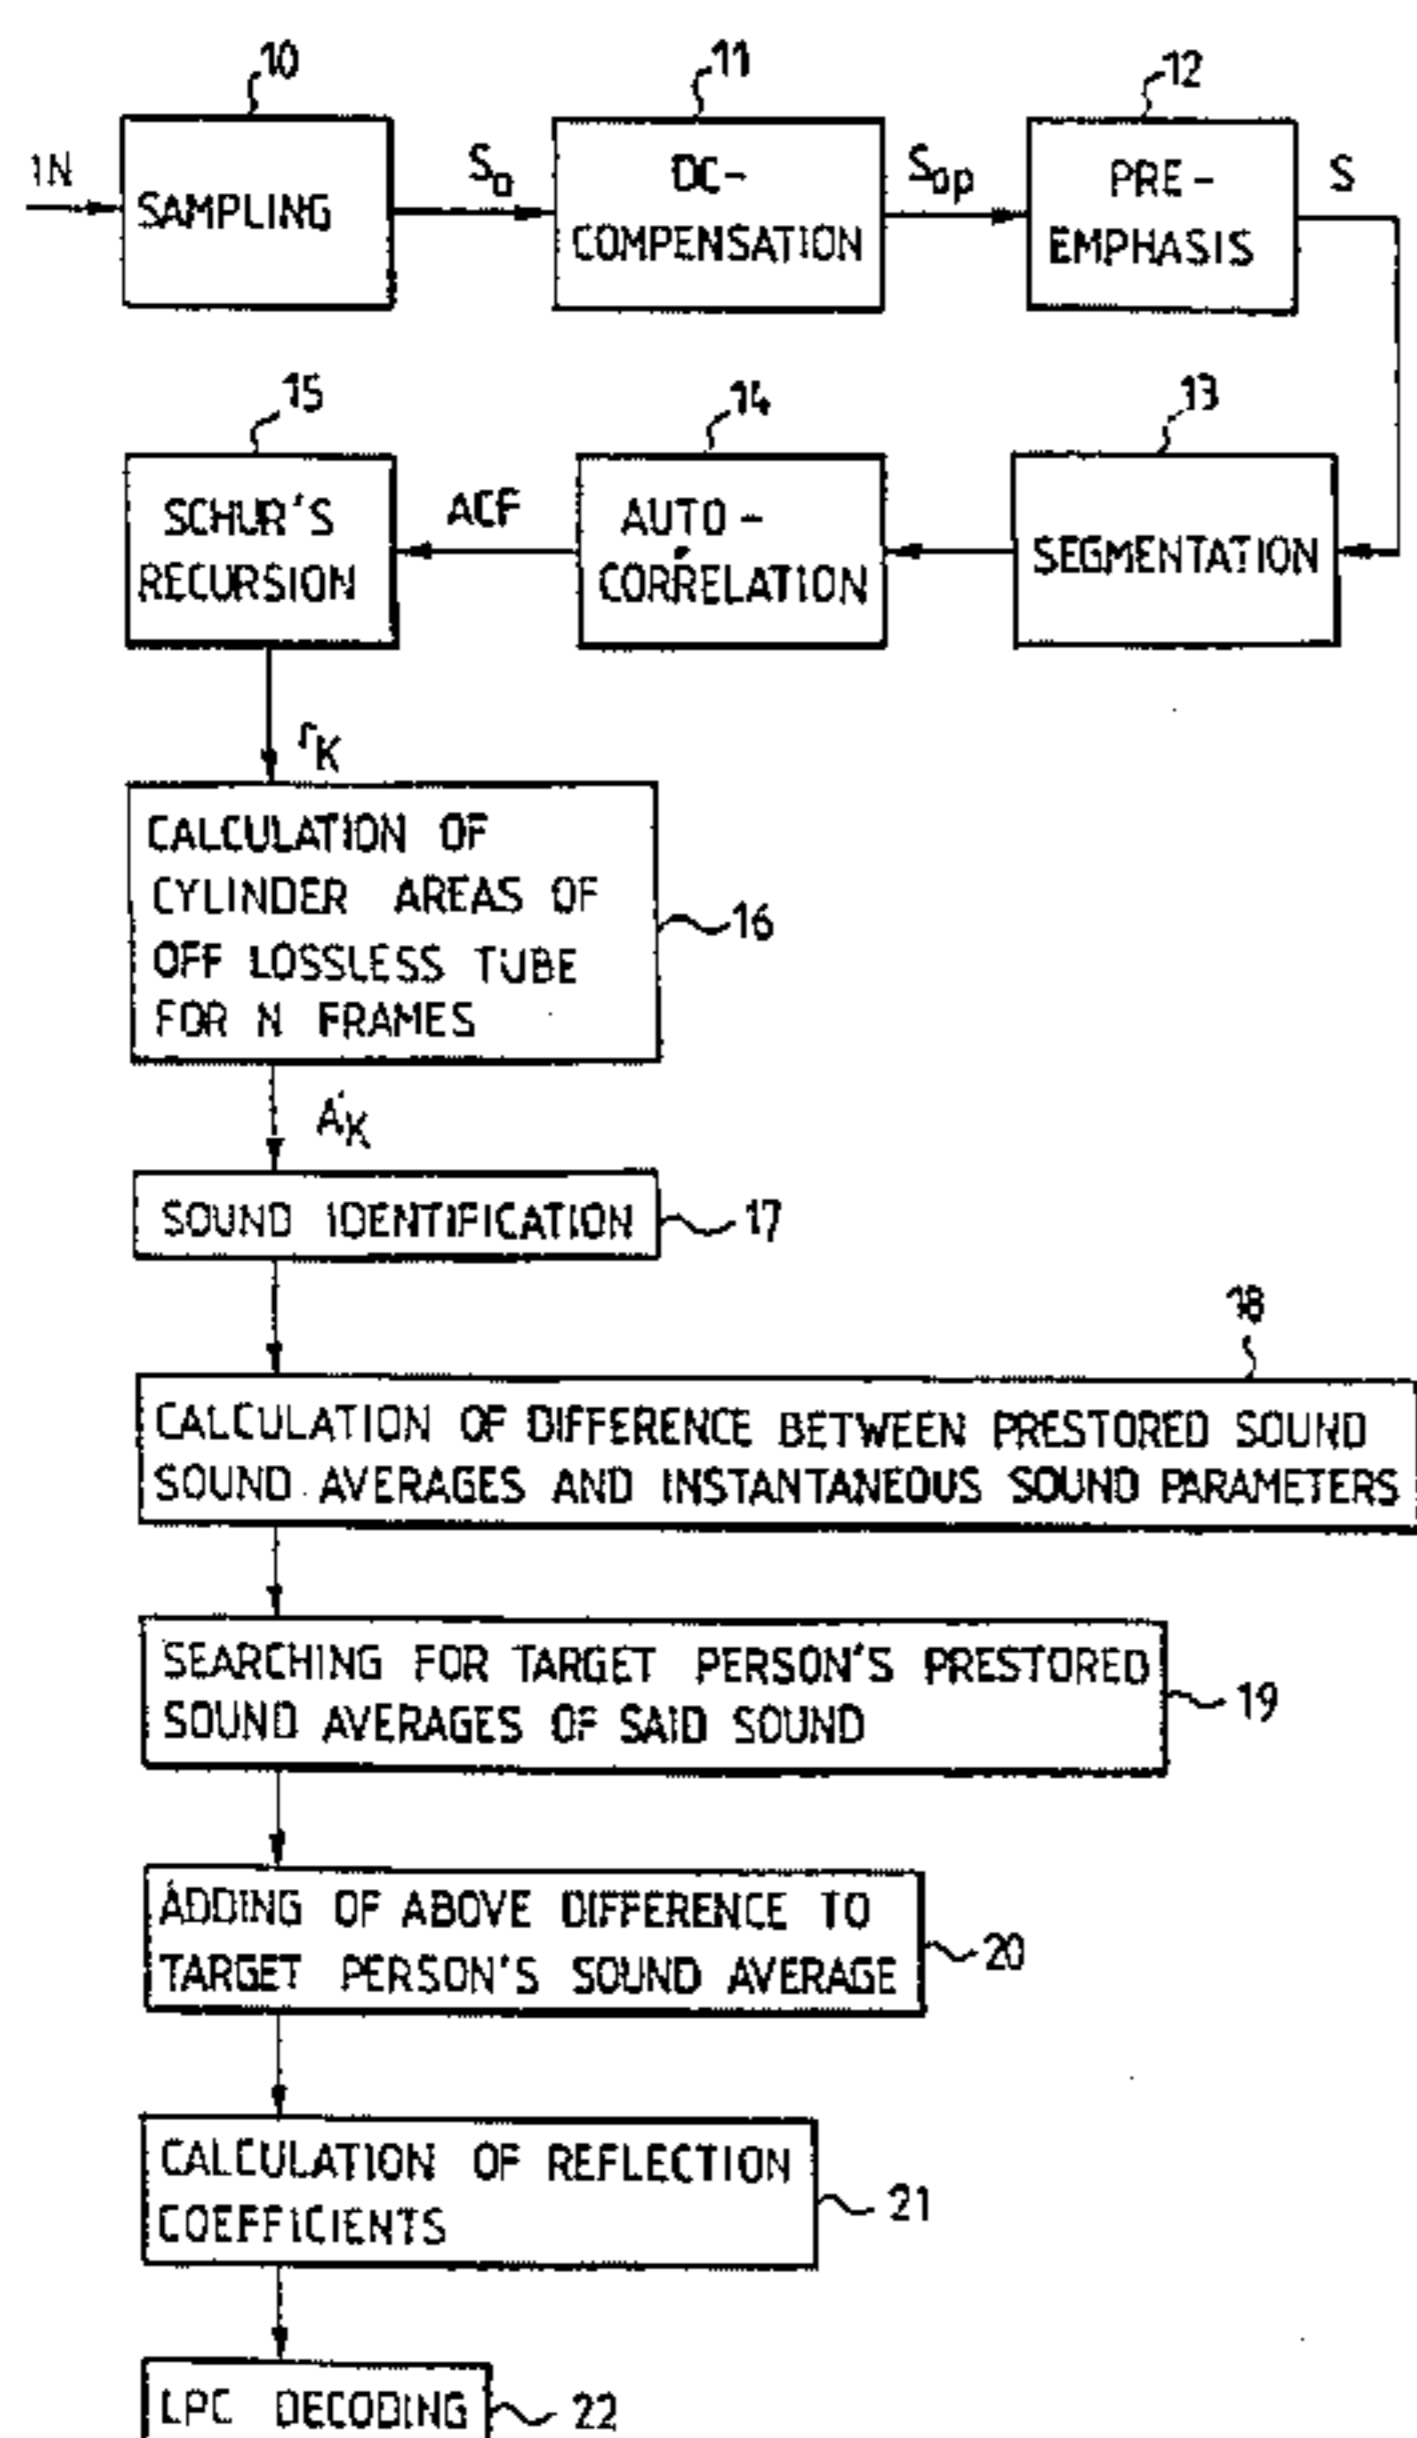 10
11
12
IN
SAMPLING
So
DC-
COMPENSATION
Sop
PRE-
EMPHASIS
S
15
14
13
SCHUR'S
RECURSION
ACF
AUTO-
CORRELATION
SEGMENTATION
rK
CALCULATION OF
CYLINDER AREAS OF
OFF LOSSLESS TUBE
FOR N FRAMES
16
A'K
SOUND IDENTIFICATION
17
18
CALCULATION OF DIFFERENCE BETWEEN PRESTORED SOUND
SOUND AVERAGES AND INSTANTANEOUS SOUND PARAMETERS
SEARCHING FOR TARGET PERSON'S PRESTORED
SOUND AVERAGES OF SAID SOUND
19
ADDING OF ABOVE DIFFERENCE TO
TARGET PERSON'S SOUND AVERAGE
20
CALCULATION OF REFLECTION
COEFFICIENTS
21
LPC DECODING
22